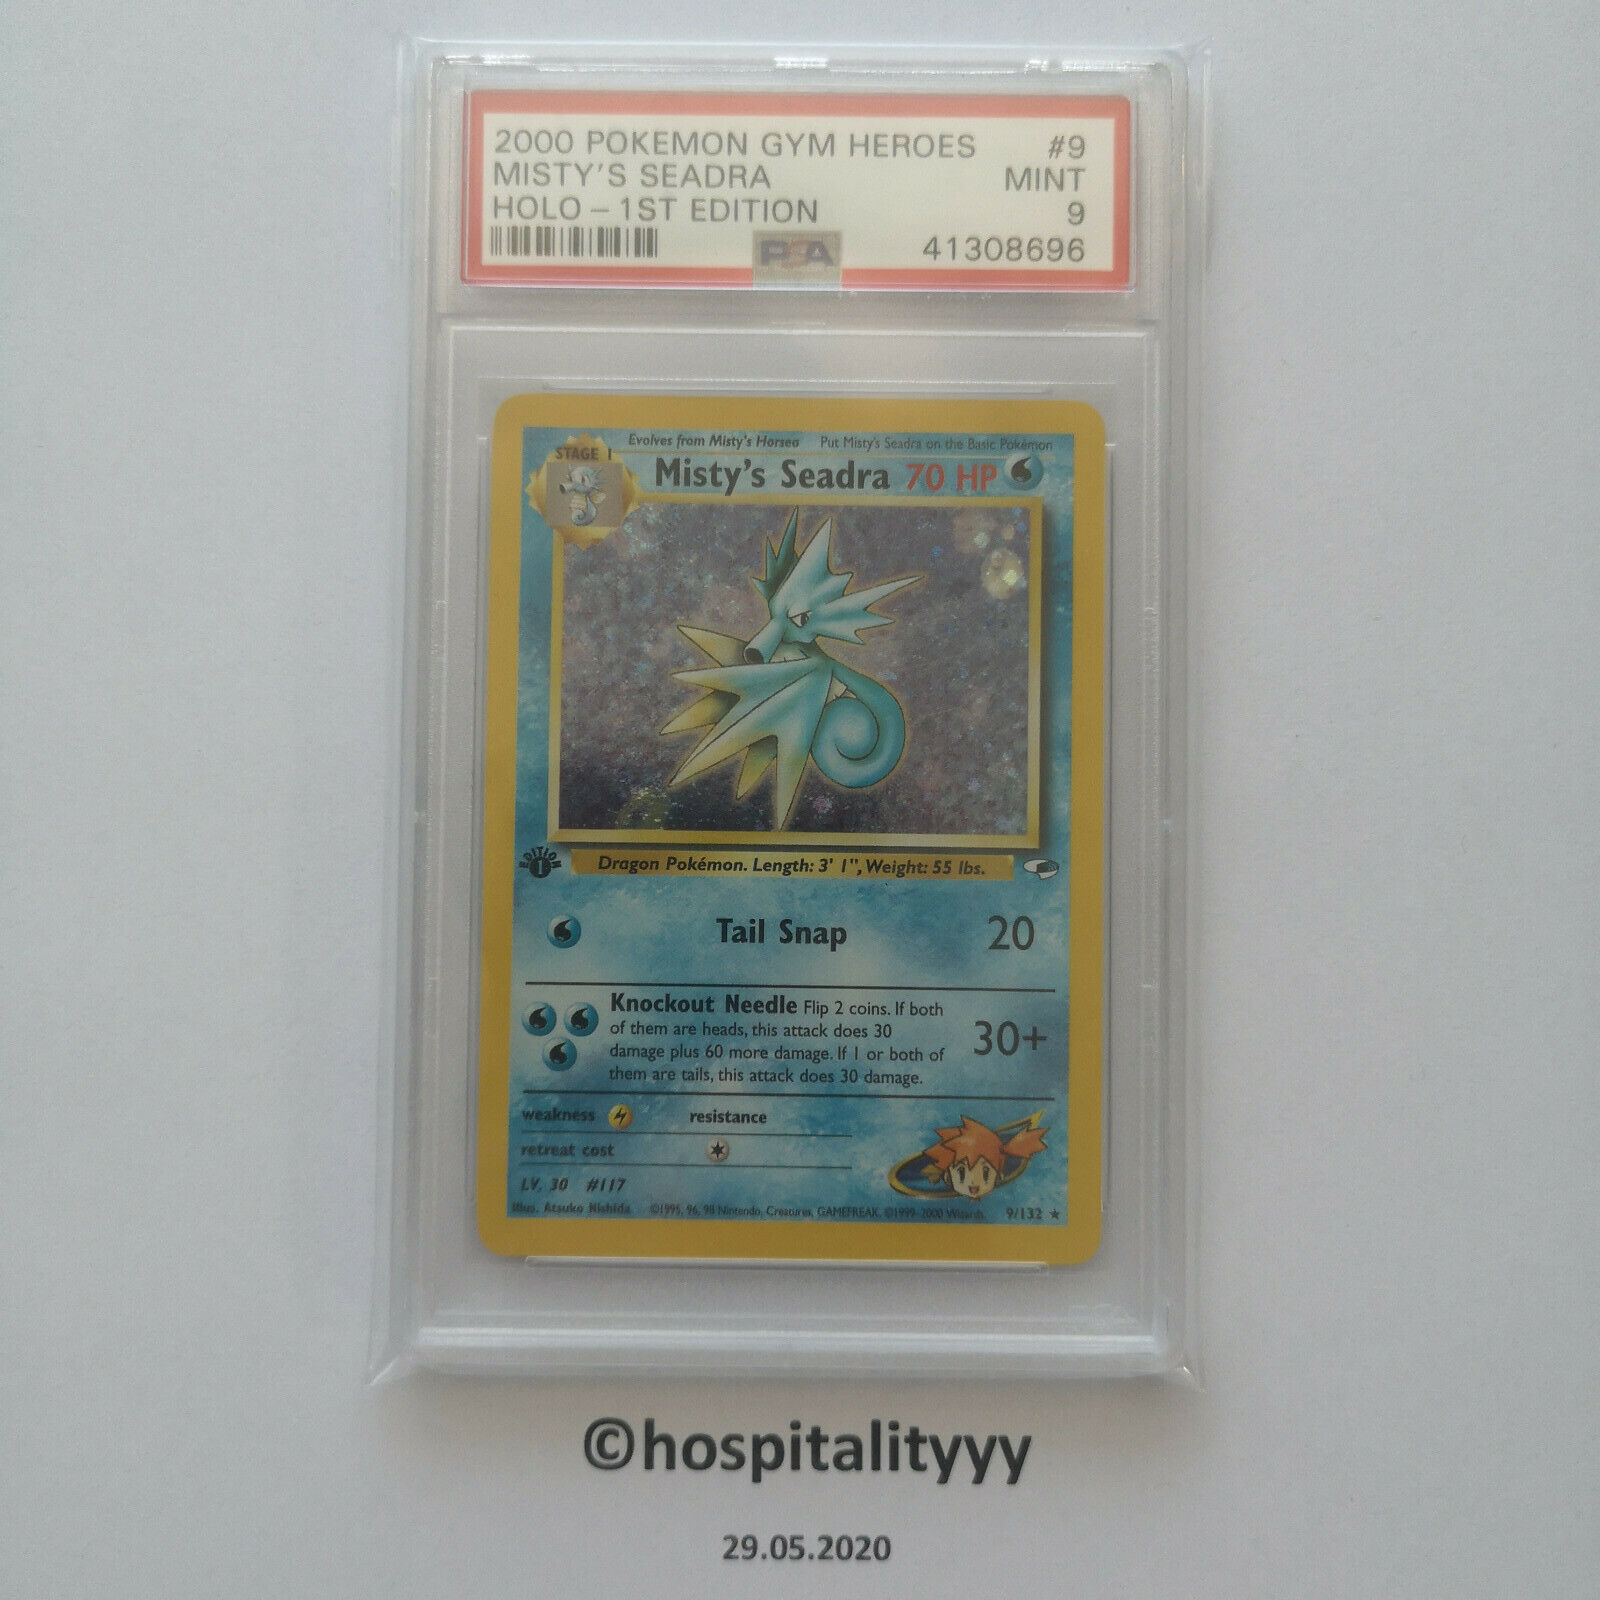 2000 POKEMON GYM HEROES #9
MISTY'S SEADRA MINT
HOLO – 1ST EDITION 9
PSA 41308696
Evolves from Misty's Horsea Put Misty's Seadra on the Basic Pokémon
STAGE 1
Misty's Seadra 70 HP
EDITION 1
Dragon Pokémon. Length: 3' 1", Weight: 55 lbs.
Tail Snap 20
Knockout Needle Flip 2 coins. If both
of them are heads, this attack does 30
damage plus 60 more damage. If 1 or both of
them are tails, this attack does 30 damage.
30+
weakness resistance
retreat cost
LV. 30 #117
Illus. Atsuko Nishida ©1995, 96, 98 Nintendo, Creatures, GAMEFREAK. ©1999-2000 Wizards. 9/132 ★
©hospitalityyy
29.05.2020